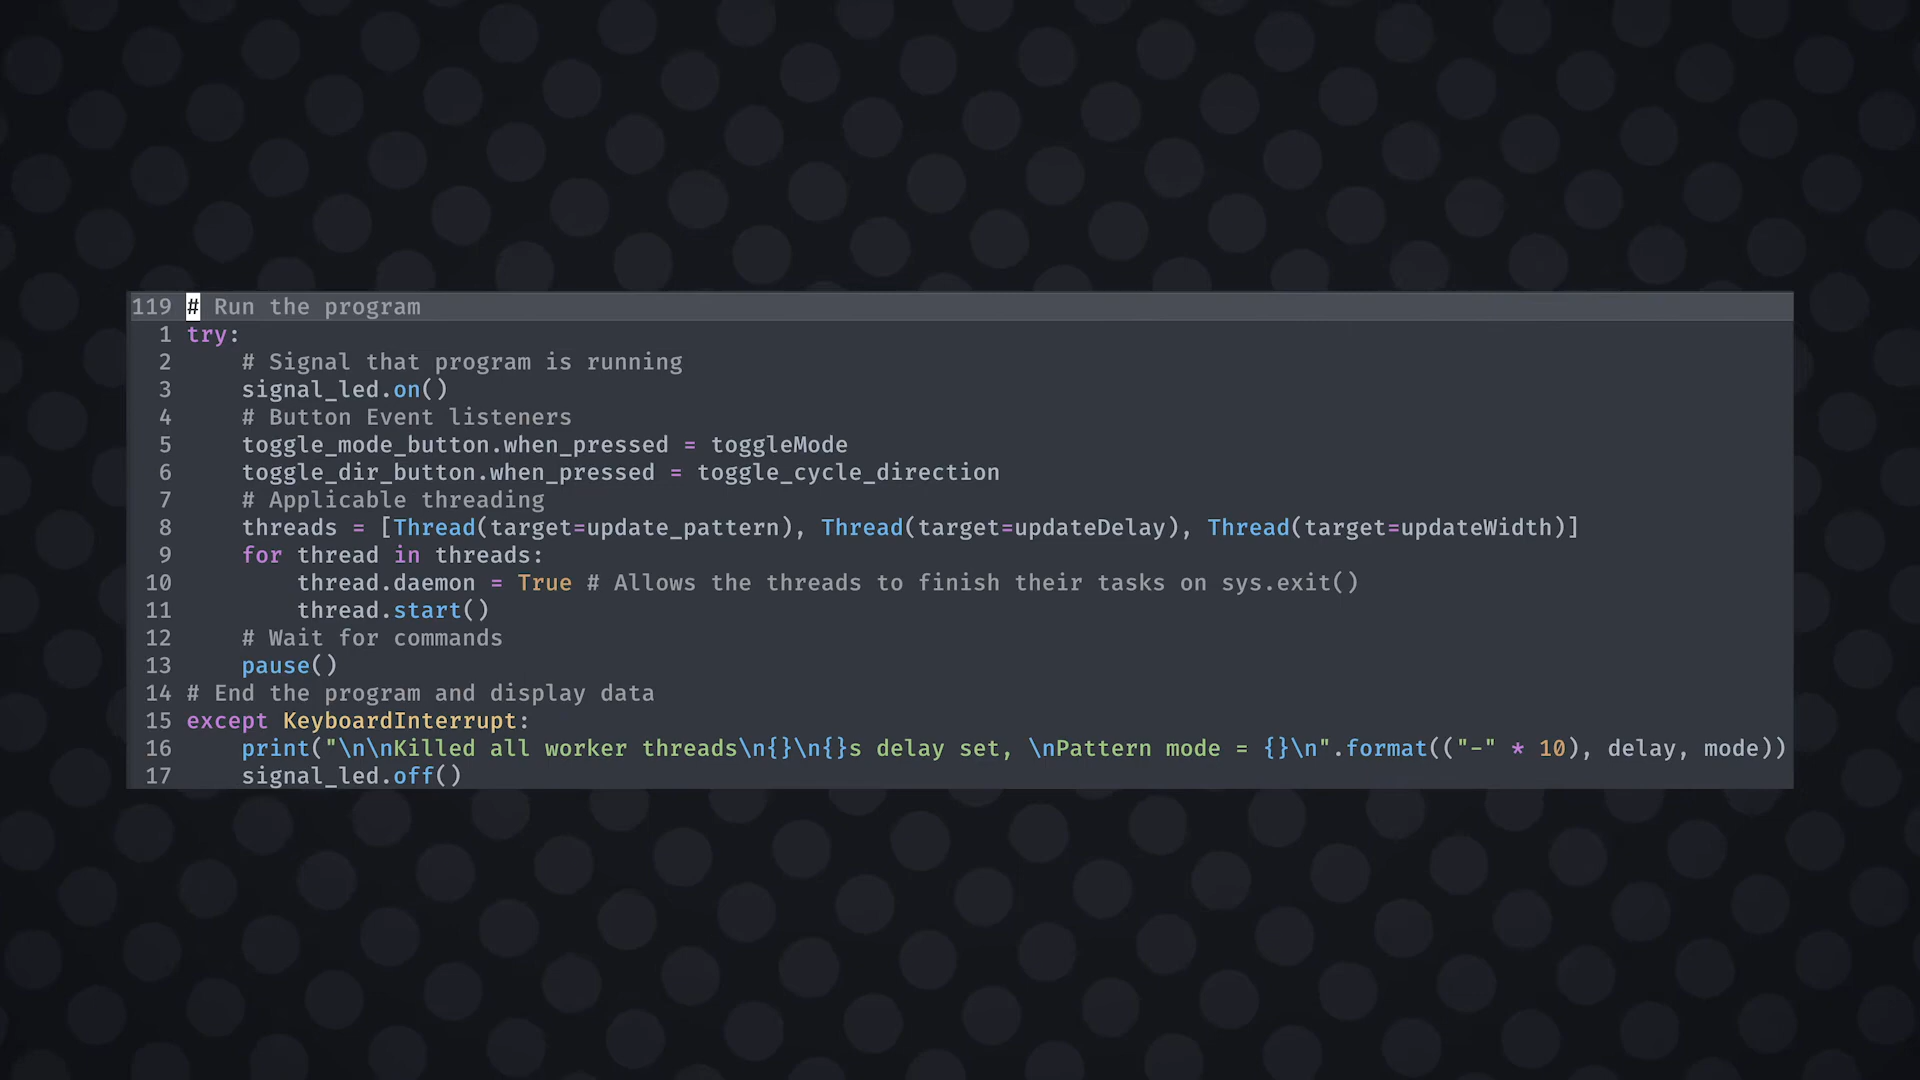 119 # Run the program
1 try:
2     # Signal that program is running
3     signal_led.on()
4     # Button Event listeners
5     toggle_mode_button.when_pressed = toggleMode
6     toggle_dir_button.when_pressed = toggle_cycle_direction
7     # Applicable threading
8     threads = [Thread(target=update_pattern), Thread(target=updateDelay), Thread(target=updateWidth)]
9     for thread in threads:
10         thread.daemon = True # Allows the threads to finish their tasks on sys.exit()
11         thread.start()
12     # Wait for commands
13     pause()
14 # End the program and display data
15 except KeyboardInterrupt:
16     print("\n\nKilled all worker threads\n{}\n{}s delay set, \nPattern mode = {}\n".format(("-" * 10), delay, mode))
17     signal_led.off()